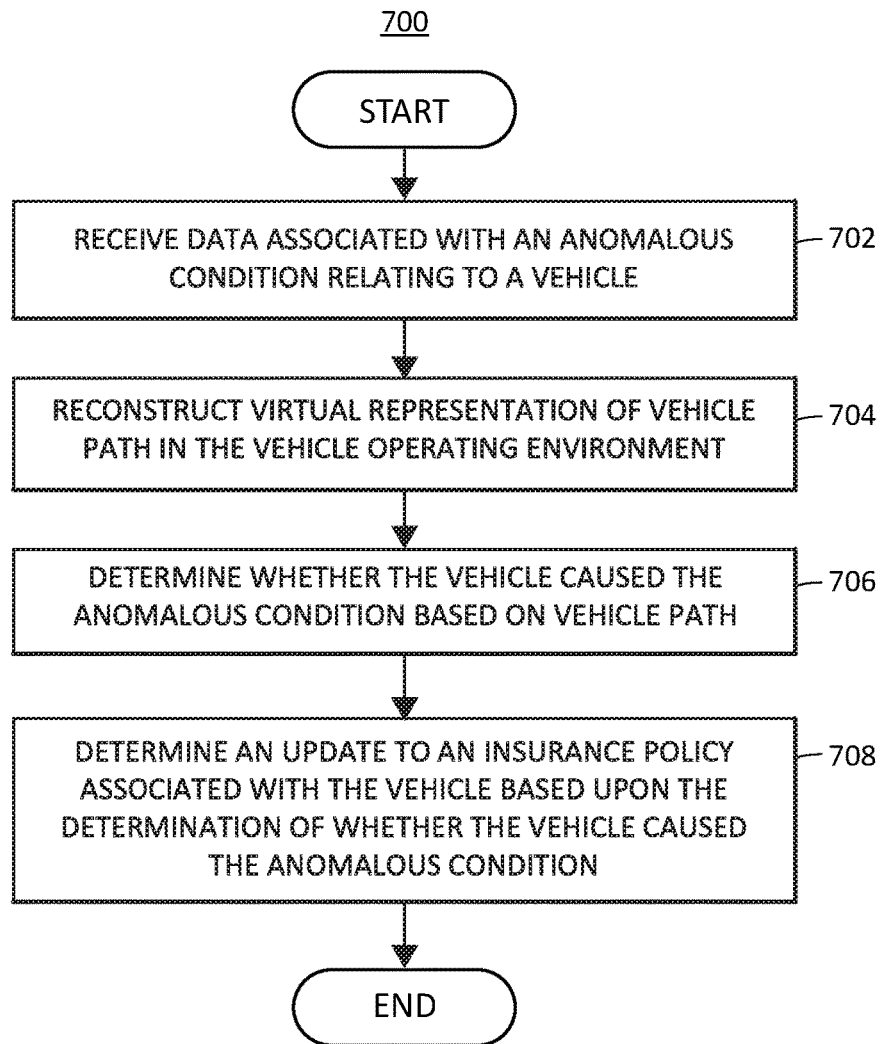 700
START
RECEIVE DATA ASSOCIATED WITH AN ANOMALOUS
CONDITION RELATING TO A VEHICLE
702
RECONSTRUCT VIRTUAL REPRESENTATION OF VEHICLE
PATH IN THE VEHICLE OPERATING ENVIRONMENT
704
DETERMINE WHETHER THE VEHICLE CAUSED THE
ANOMALOUS CONDITION BASED ON VEHICLE PATH
706
DETERMINE AN UPDATE TO AN INSURANCE POLICY
ASSOCIATED WITH THE VEHICLE BASED UPON THE
DETERMINATION OF WHETHER THE VEHICLE CAUSED
THE ANOMALOUS CONDITION
708
END